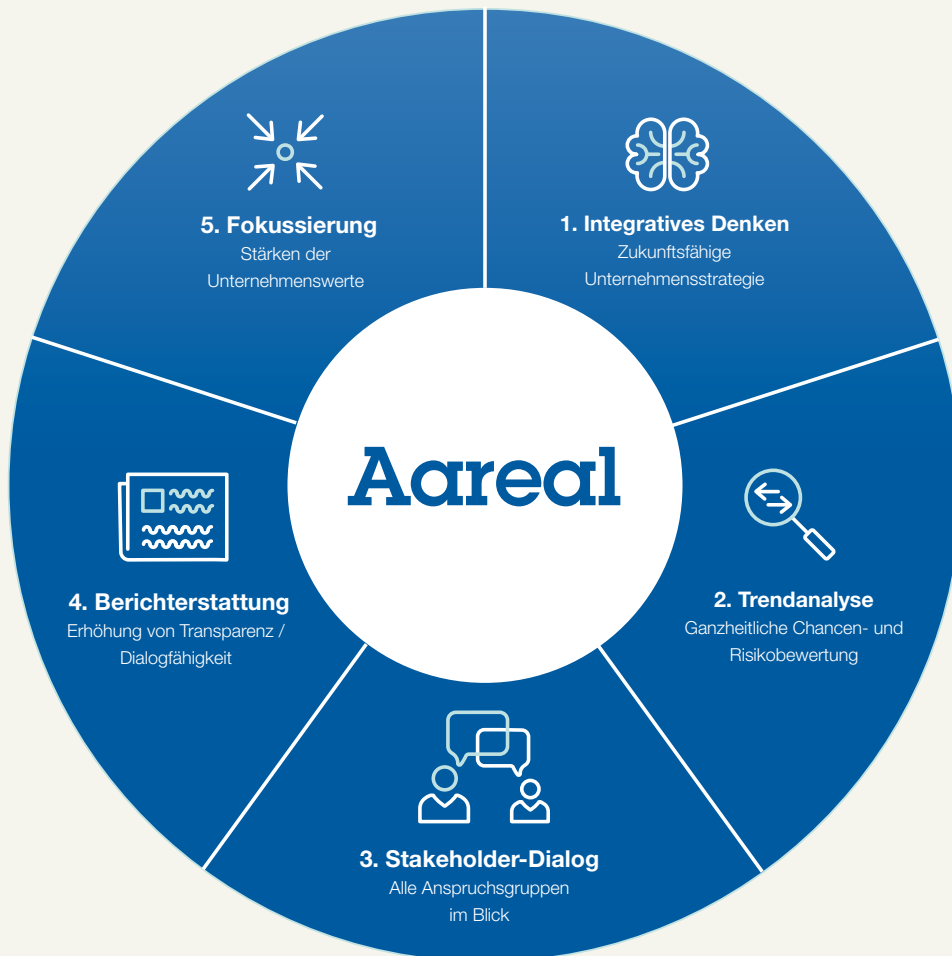 Aareal
1. Integratives Denken
Zukunftsfähige
Unternehmensstrategie
2. Trendanalyse
Ganzheitliche Chancen- und
Risikobewertung
3. Stakeholder-Dialog
Alle Anspruchsgruppen
im Blick
4. Berichterstattung
Erhöhung von Transparenz /
Dialogfähigkeit
5. Fokussierung
Stärken der
Unternehmenswerte